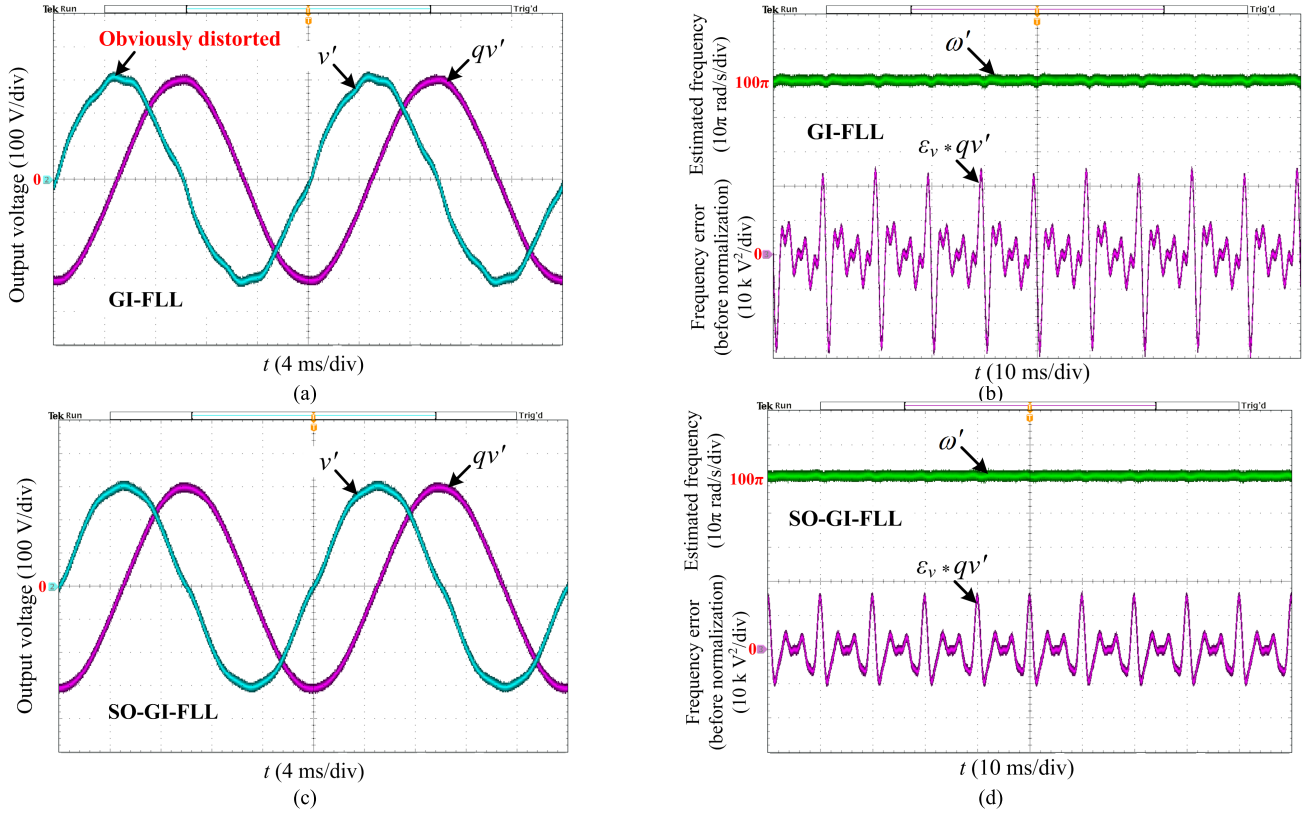 Tek Run
Trig'd
T
T
Obviously distorted
v′
qv′
Output voltage (100 V/div)
0
2
GI-FLL
t (4 ms/div)
(a)
Tek Run
Trig'd
T
T
ω′
Estimated frequency
(10π rad/s/div)
100π
GI-FLL
εv * qv′
Frequency error
(before normalization)
(10 k V²/div)
0
t (10 ms/div)
(b)
Tek Run
Trig'd
T
T
v′
qv′
Output voltage (100 V/div)
0
2
SO-GI-FLL
t (4 ms/div)
(c)
Tek Run
Trig'd
T
T
ω′
Estimated frequency
(10π rad/s/div)
100π
SO-GI-FLL
εv * qv′
Frequency error
(before normalization)
(10 k V²/div)
0
t (10 ms/div)
(d)